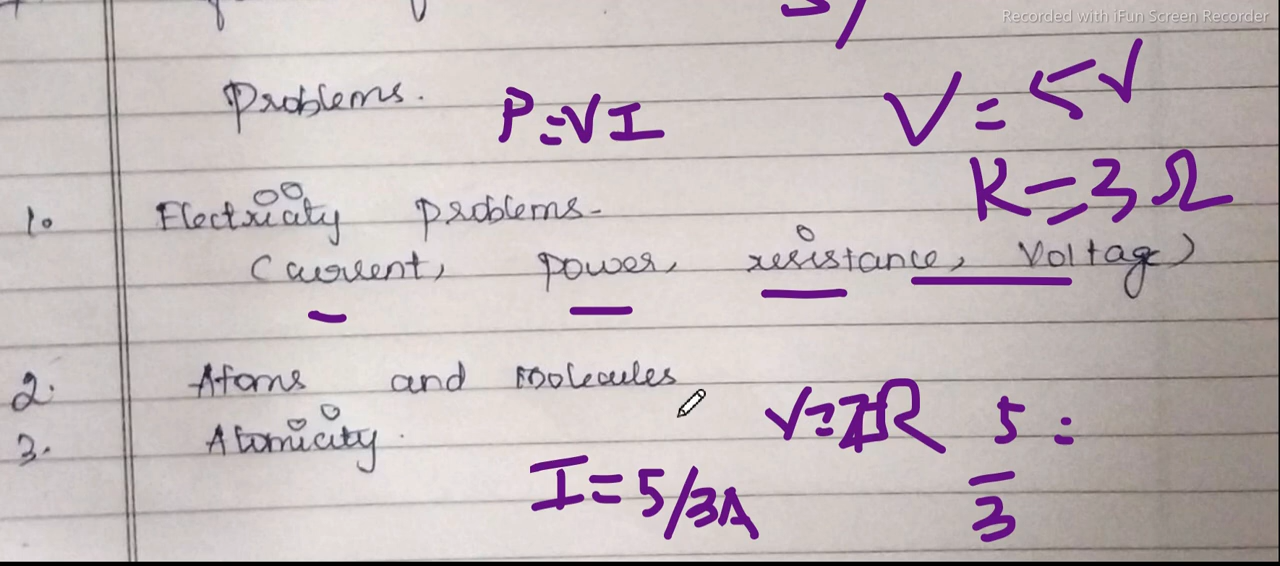 Recorded with iFun Screen Recorder
Problems.
P=VI
V=5V
R=3Ω
1. Electricity problems-
(current, power, resistance, voltage)
2. Atoms and molecules
3. Atomicity.
V=IR
5/3 =
I=5/3A